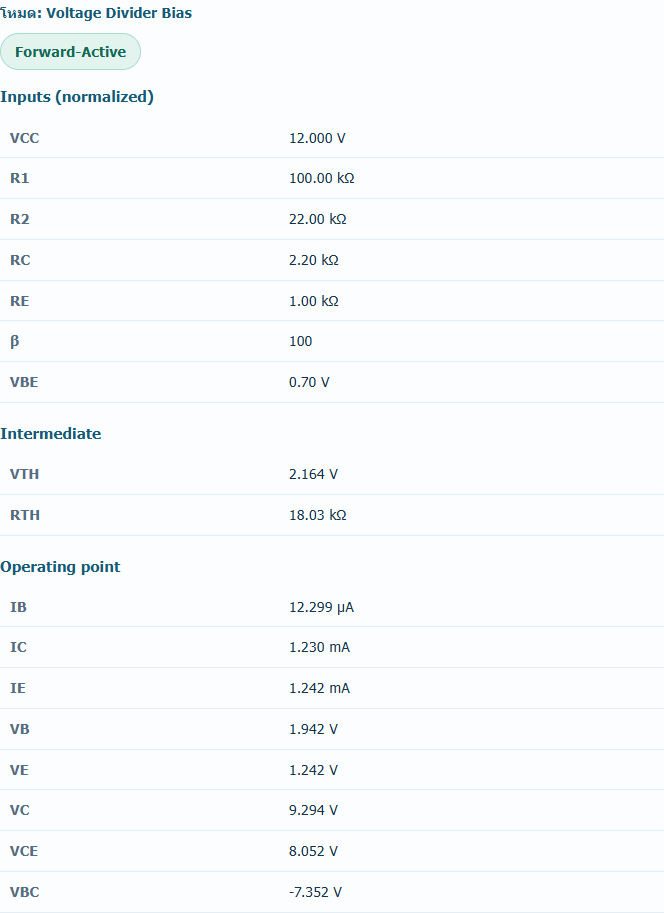 โหมด: Voltage Divider Bias
Forward-Active
Inputs (normalized)
VCC 12.000 V
R1 100.00 kΩ
R2 22.00 kΩ
RC 2.20 kΩ
RE 1.00 kΩ
β 100
VBE 0.70 V
Intermediate
VTH 2.164 V
RTH 18.03 kΩ
Operating point
IB 12.299 µA
IC 1.230 mA
IE 1.242 mA
VB 1.942 V
VE 1.242 V
VC 9.294 V
VCE 8.052 V
VBC -7.352 V